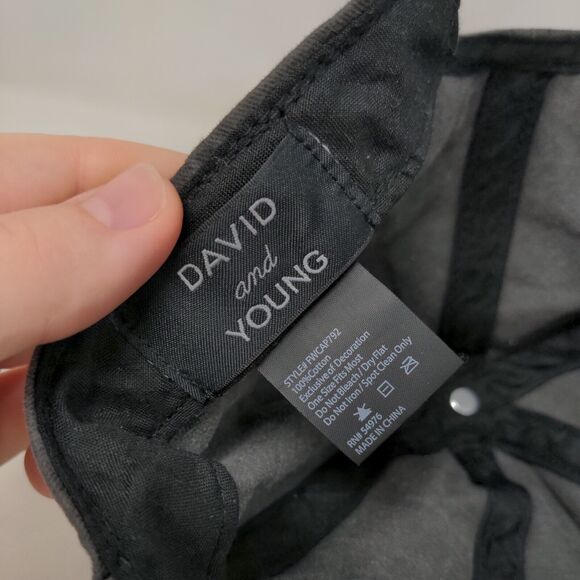 DAVID
and
YOUNG
STYLE# FWCAP792
100%Cotton
Exclusive of Decoration
One Size Fits Most
Do Not Bleach / Dry Flat
Do Not Iron / Spot Clean Only
RN# 54976
MADE IN CHINA